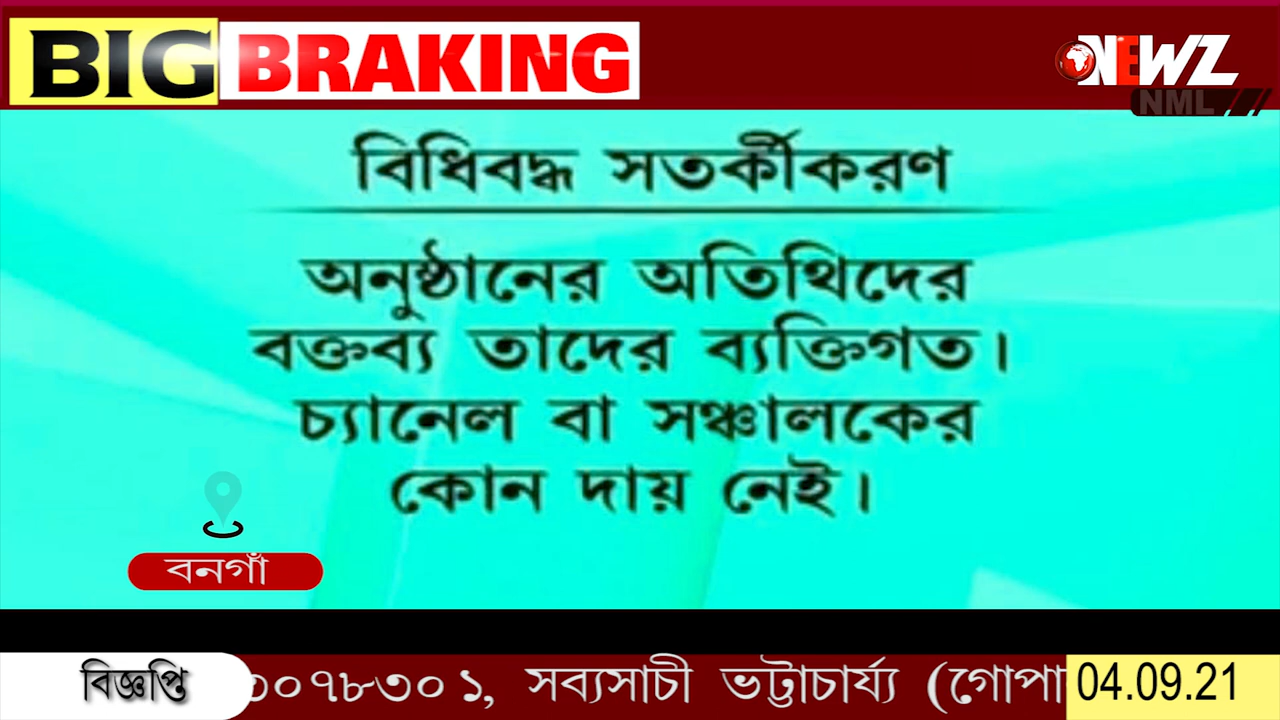 BIG BRAKING
NEWZ
NML
বিধিবদ্ধ সতর্কীকরণ
অনুষ্ঠানের অতিথিদের
বক্তব্য তাদের ব্যক্তিগত।
চ্যানেল বা সঞ্চালকের
কোন দায় নেই।
বনগাঁ
বিজ্ঞপ্তি ০০৭৮৩০১, সব্যসাচী ভট্টাচার্য্য (গোপা 04.09.21